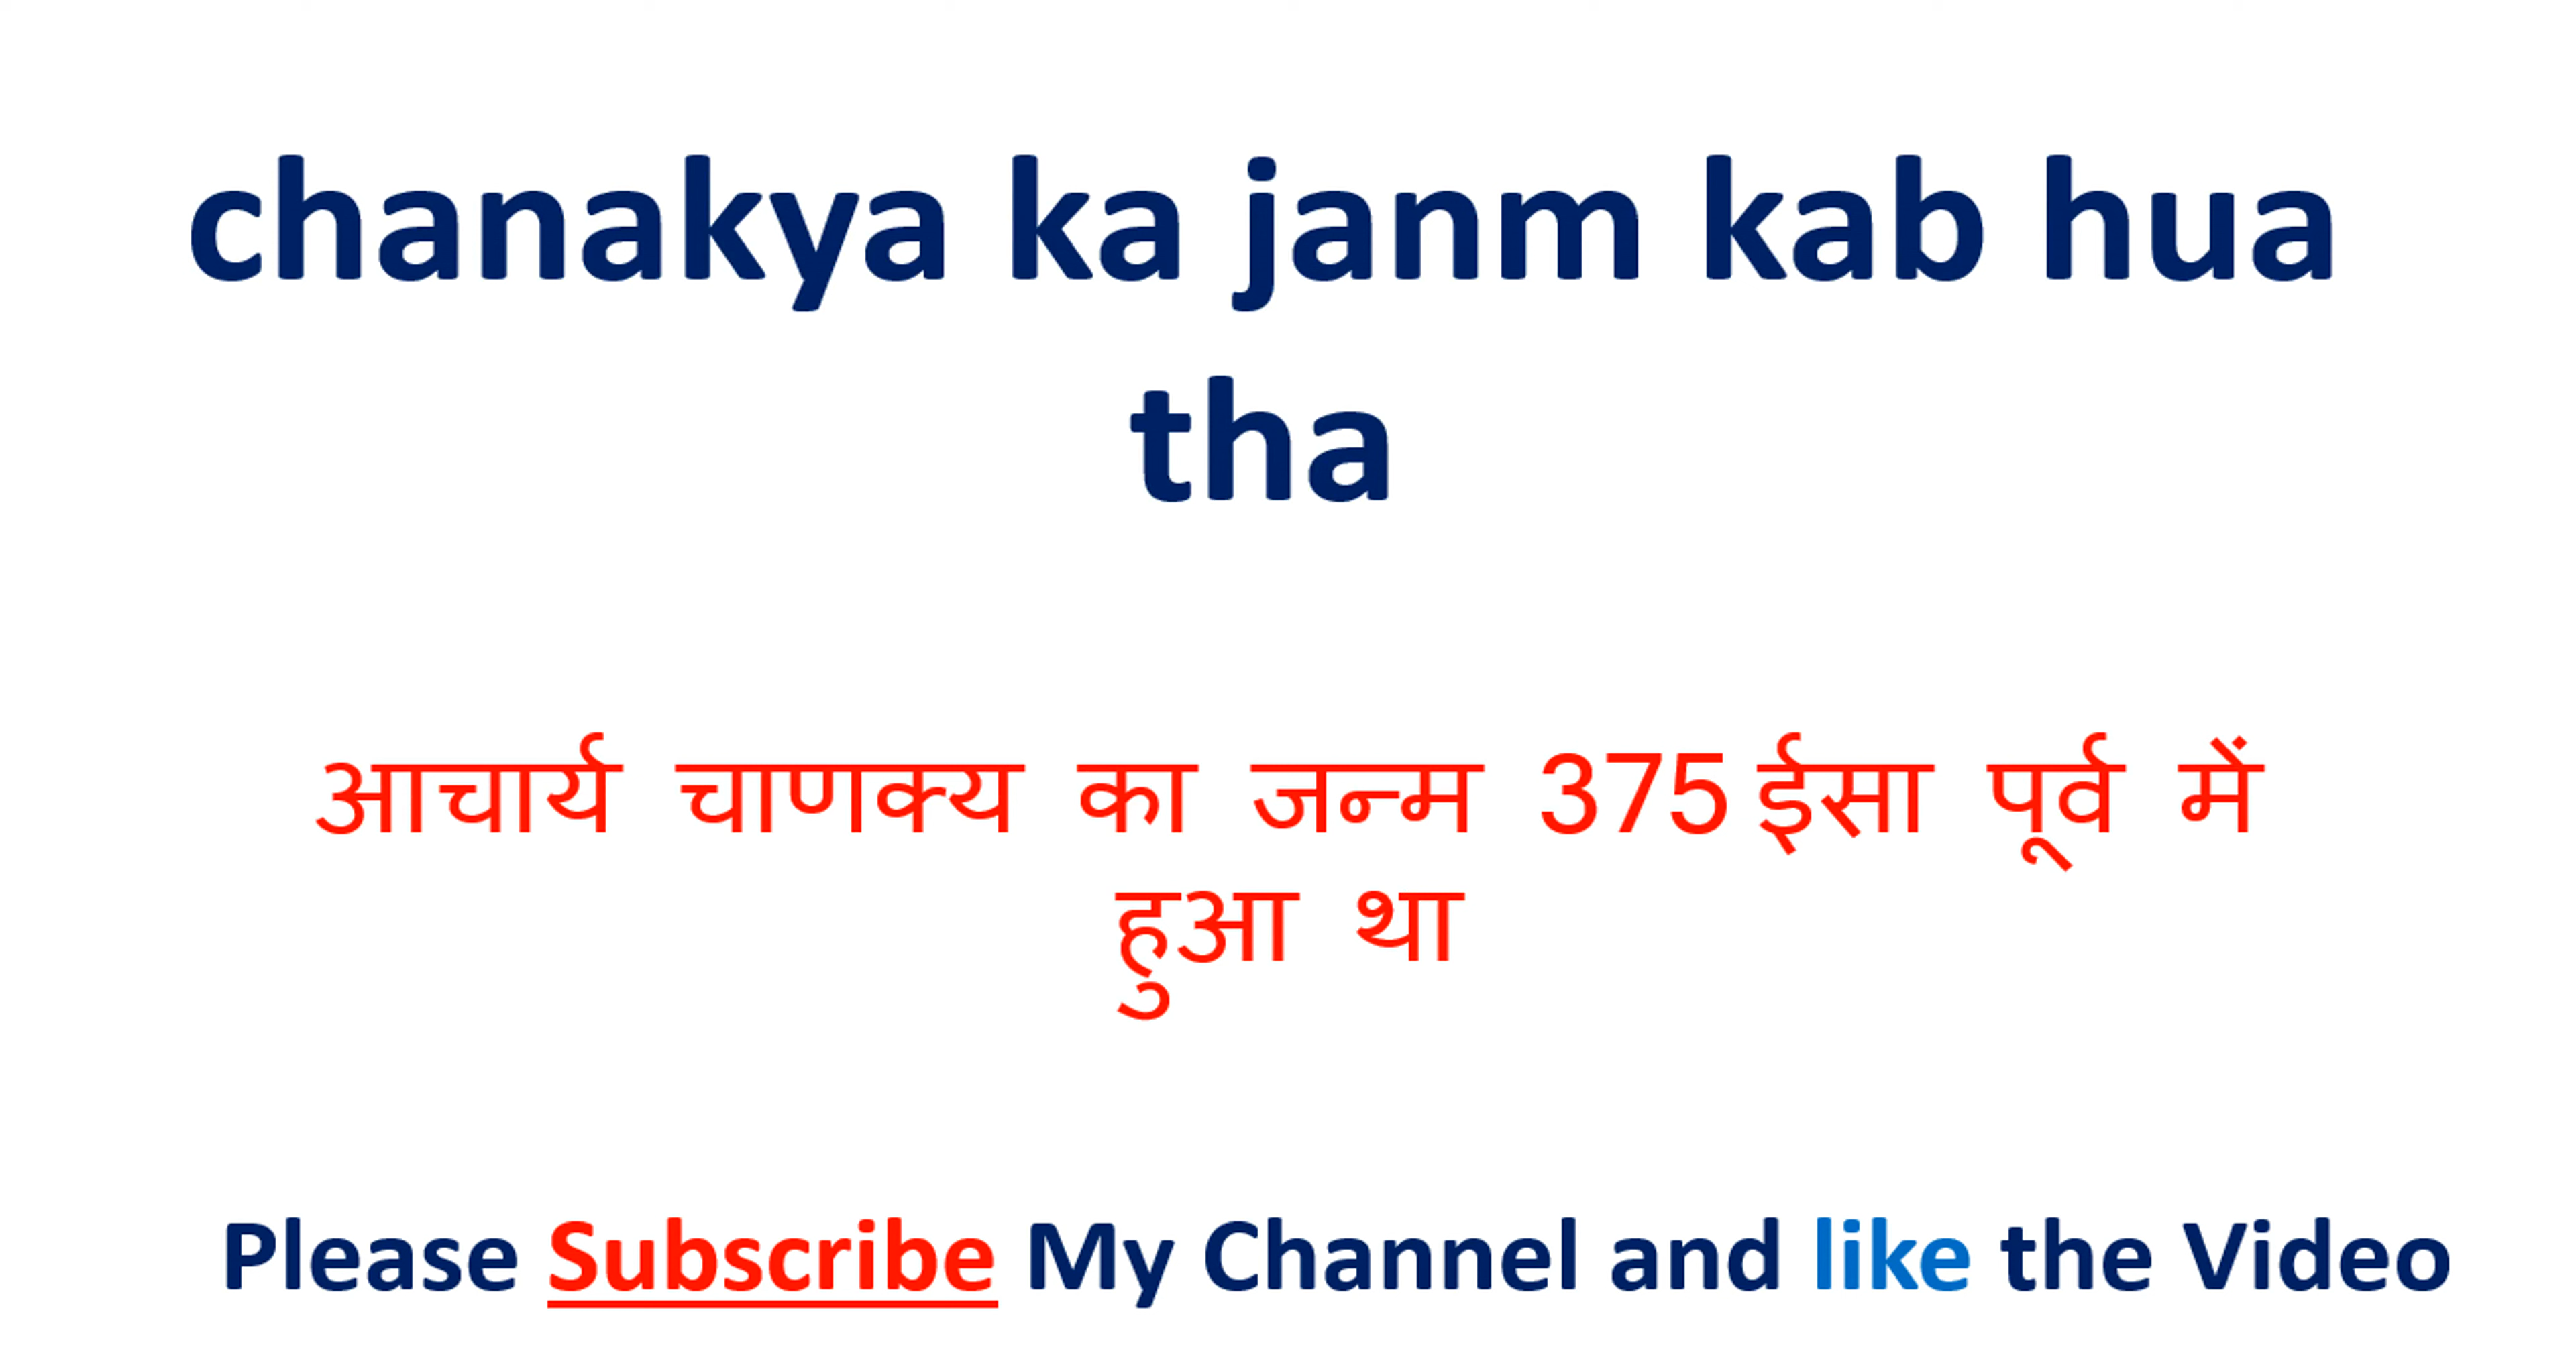 chanakya ka janm kab hua
tha
आचार्य चाणक्य का जन्म 375 ईसा पूर्व में
हुआ था
Please Subscribe My Channel and like the Video